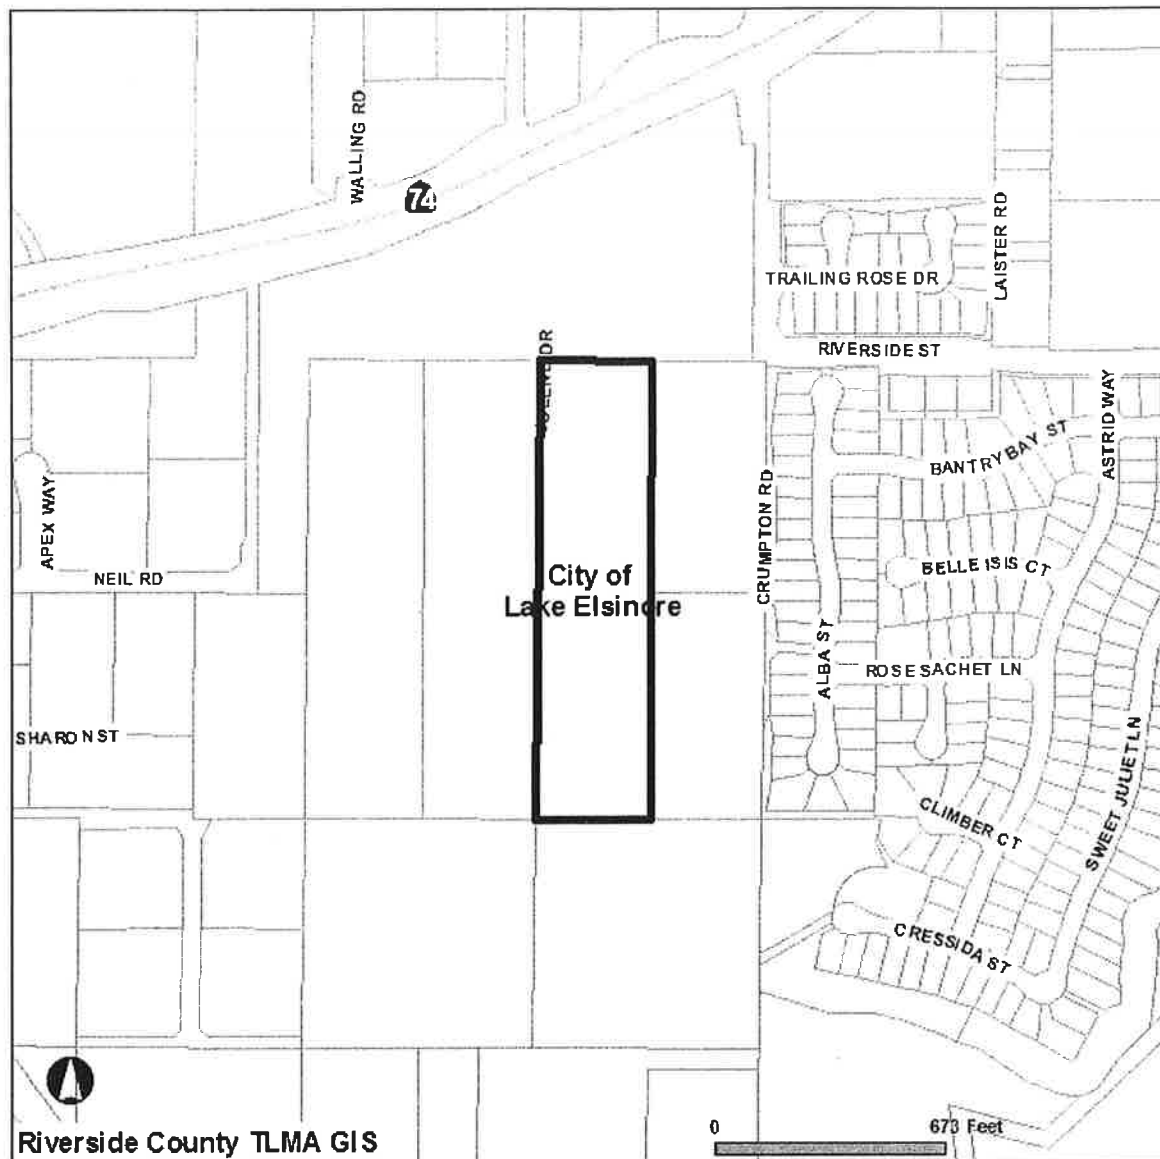 WALLING RD
74
LAISTER RD
TRAILING ROSE DR
RIVERSIDE ST
DR
ASTRID WAY
BANTRY BAY ST
APEX WAY
CRUMPTON RD
NEIL RD
BELLE ISIS CT
City of
Lake Elsinore
ALBA ST
ROSE SACHET LN
SHARON ST
SWEET JULIET LN
CLIMBER CT
CRESSIDA ST
0 673 Feet
Riverside County TLMA GIS